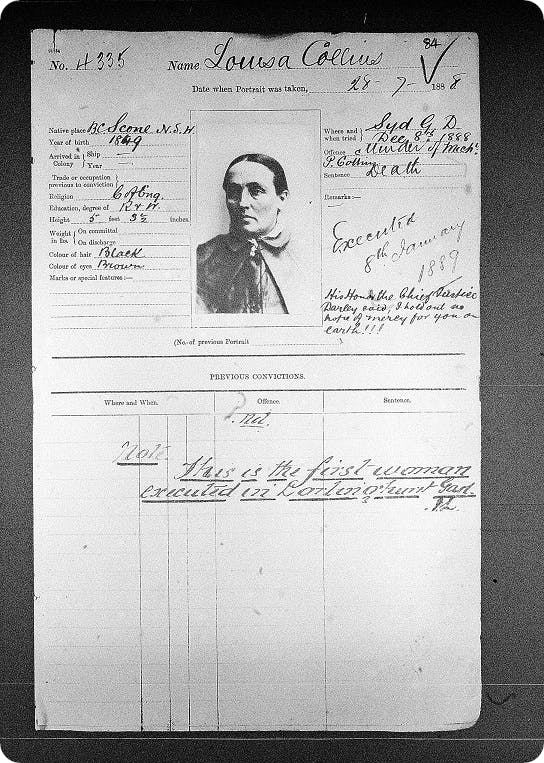 84
No. 4335 Name Louisa Collins
Date when Portrait was taken, 28-7-1888
Native place BC Scone N.S.W.
Year of birth 1849
Arrived in Colony } Ship
Year
Trade or occupation previous to conviction }
Religion C of Eng.
Education, degree of R & W.
Height 5 feet 3½ inches
Weight in lbs { On committal
On discharge
Colour of hair Black
Colour of eyes Brown
Marks or special features:—
Where and when tried } Syd G. D.
Dec 8th 1888
Offence Murder of Michl
P. Collins
Sentence Death
Remarks:—
Executed
8th January
1889
His Honor the Chief Justice
Darley said, I hold out no
hope of mercy for you on
earth!!!
(No. of previous Portrait )
PREVIOUS CONVICTIONS.
Where and When. Offence. Sentence.
Nil.
Note
This is the first woman
executed in Darlinghurst Gaol.